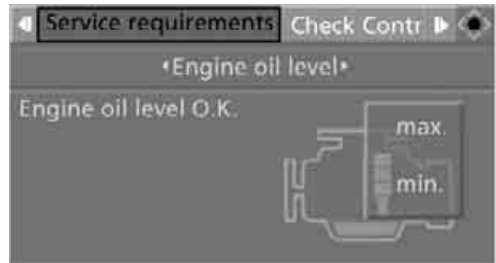 Service requirements Check Contr
Engine oil level
Engine oil level O.K.
max.
min.